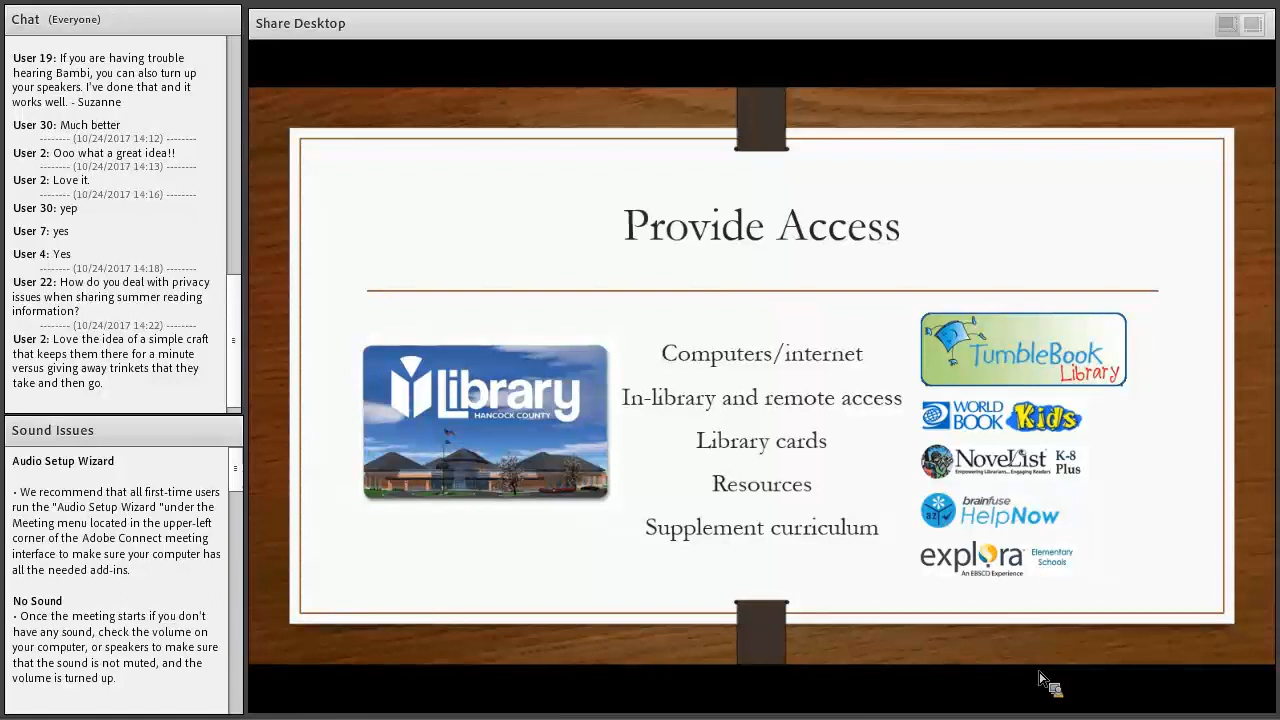 Chat (Everyone)
User 19: If you are having trouble
hearing Bambi, you can also turn up
your speakers. I've done that and it
works well. - Suzanne
User 30: Much better
-------- (10/24/2017 14:12) --------
User 2: Ooo what a great idea!!
-------- (10/24/2017 14:13) --------
User 2: Love it.
-------- (10/24/2017 14:16) --------
User 30: yep
User 7: yes
User 4: Yes
-------- (10/24/2017 14:18) --------
User 22: How do you deal with privacy
issues when sharing summer reading
information?
-------- (10/24/2017 14:22) --------
User 2: Love the idea of a simple craft
that keeps them there for a minute
versus giving away trinkets that they
take and then go.
Sound Issues
Audio Setup Wizard
• We recommend that all first-time users
run the "Audio Setup Wizard "under the
Meeting menu located in the upper-left
corner of the Adobe Connect meeting
interface to make sure your computer has
all the needed add-ins.
No Sound
• Once the meeting starts if you don't
have any sound, check the volume on
your computer, or speakers to make sure
that the sound is not muted, and the
volume is turned up.
Share Desktop
Provide Access
Library
HANCOCK COUNTY
Computers/internet
In-library and remote access
Library cards
Resources
Supplement curriculum
TumbleBook
Library
WORLD
BOOK Kids
NoveList K-8
Plus
Empowering Librarians... Engaging Readers
brainfuse
HelpNow
explora Elementary
Schools
An EBSCO Experience